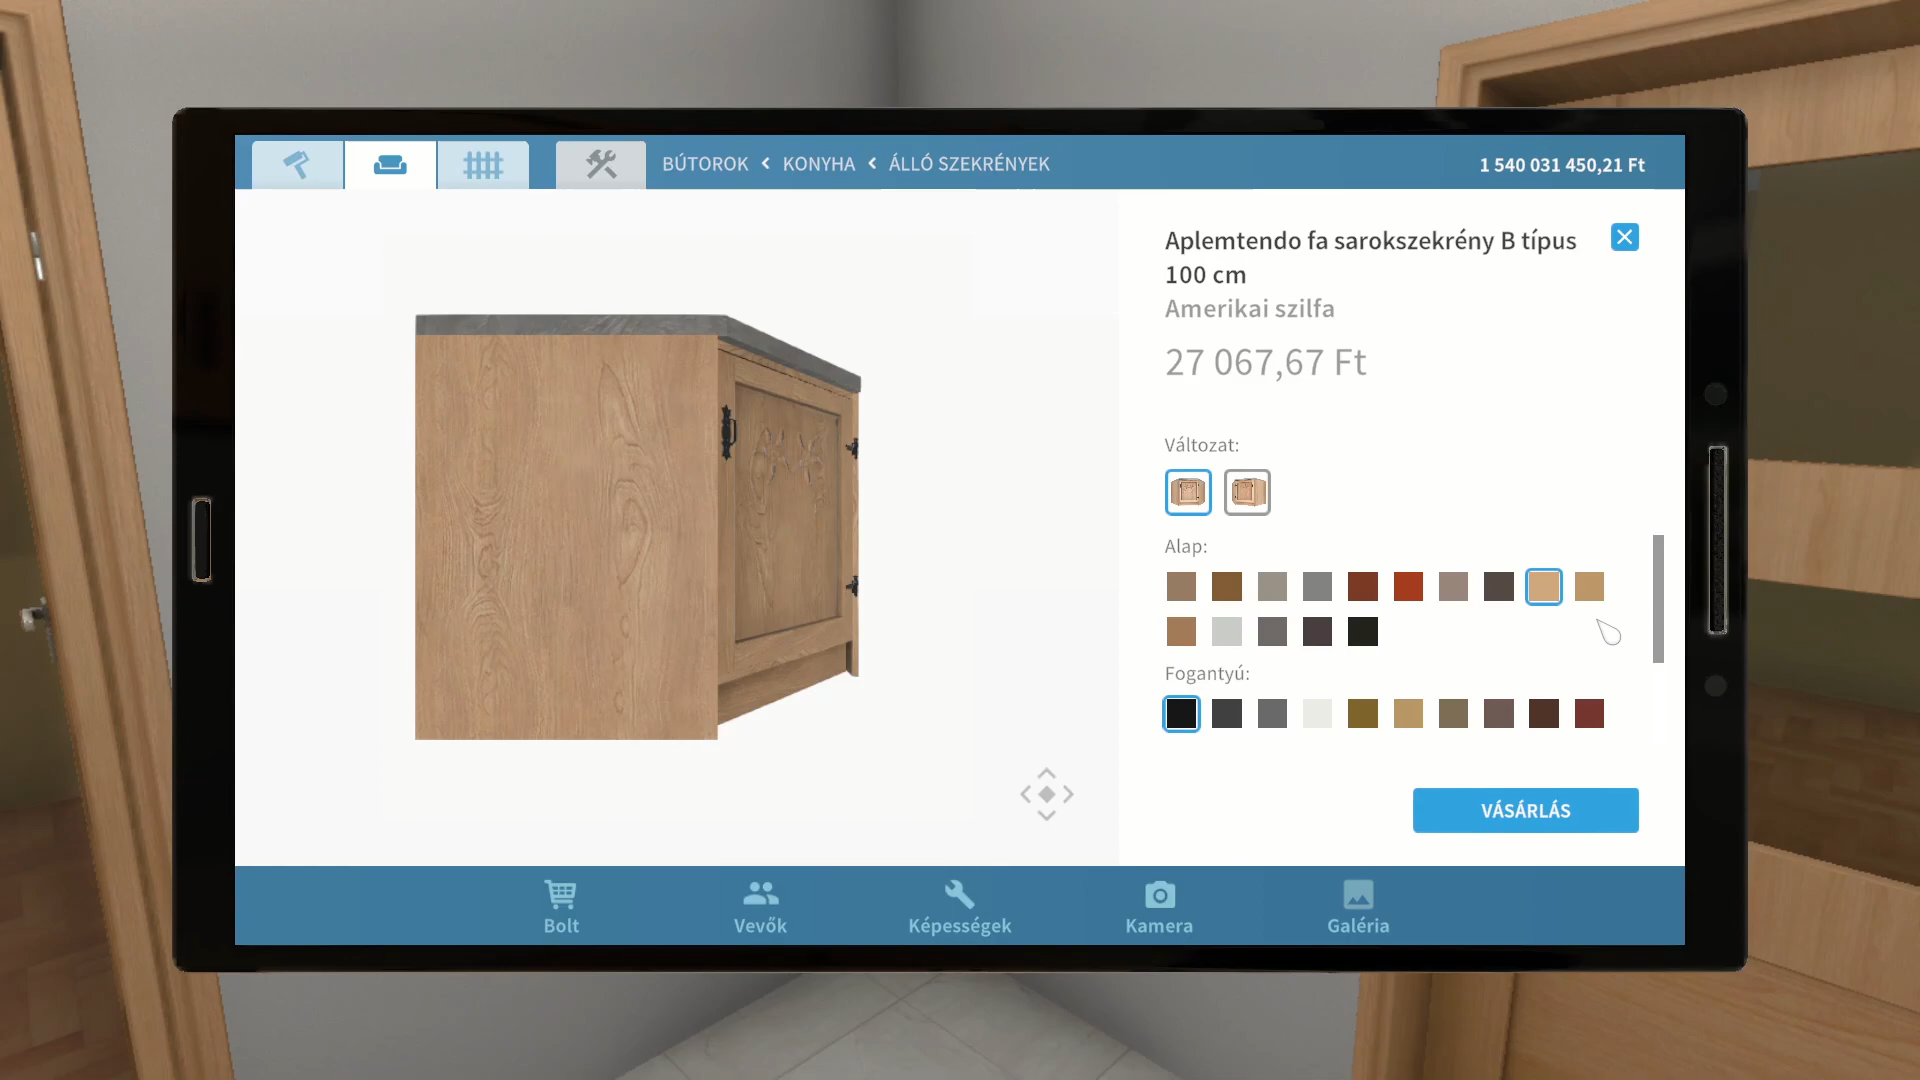 BÚTOROK < KONYHA < ÁLLÓ SZEKRÉNYEK
1 540 031 450,21 Ft
Aplemtendo fa sarokszekrény B típus
100 cm
Amerikai szilfa
27 067,67 Ft
Változat:
Alap:
Fogantyú:
VÁSÁRLÁS
Bolt
Vevők
Képességek
Kamera
Galéria